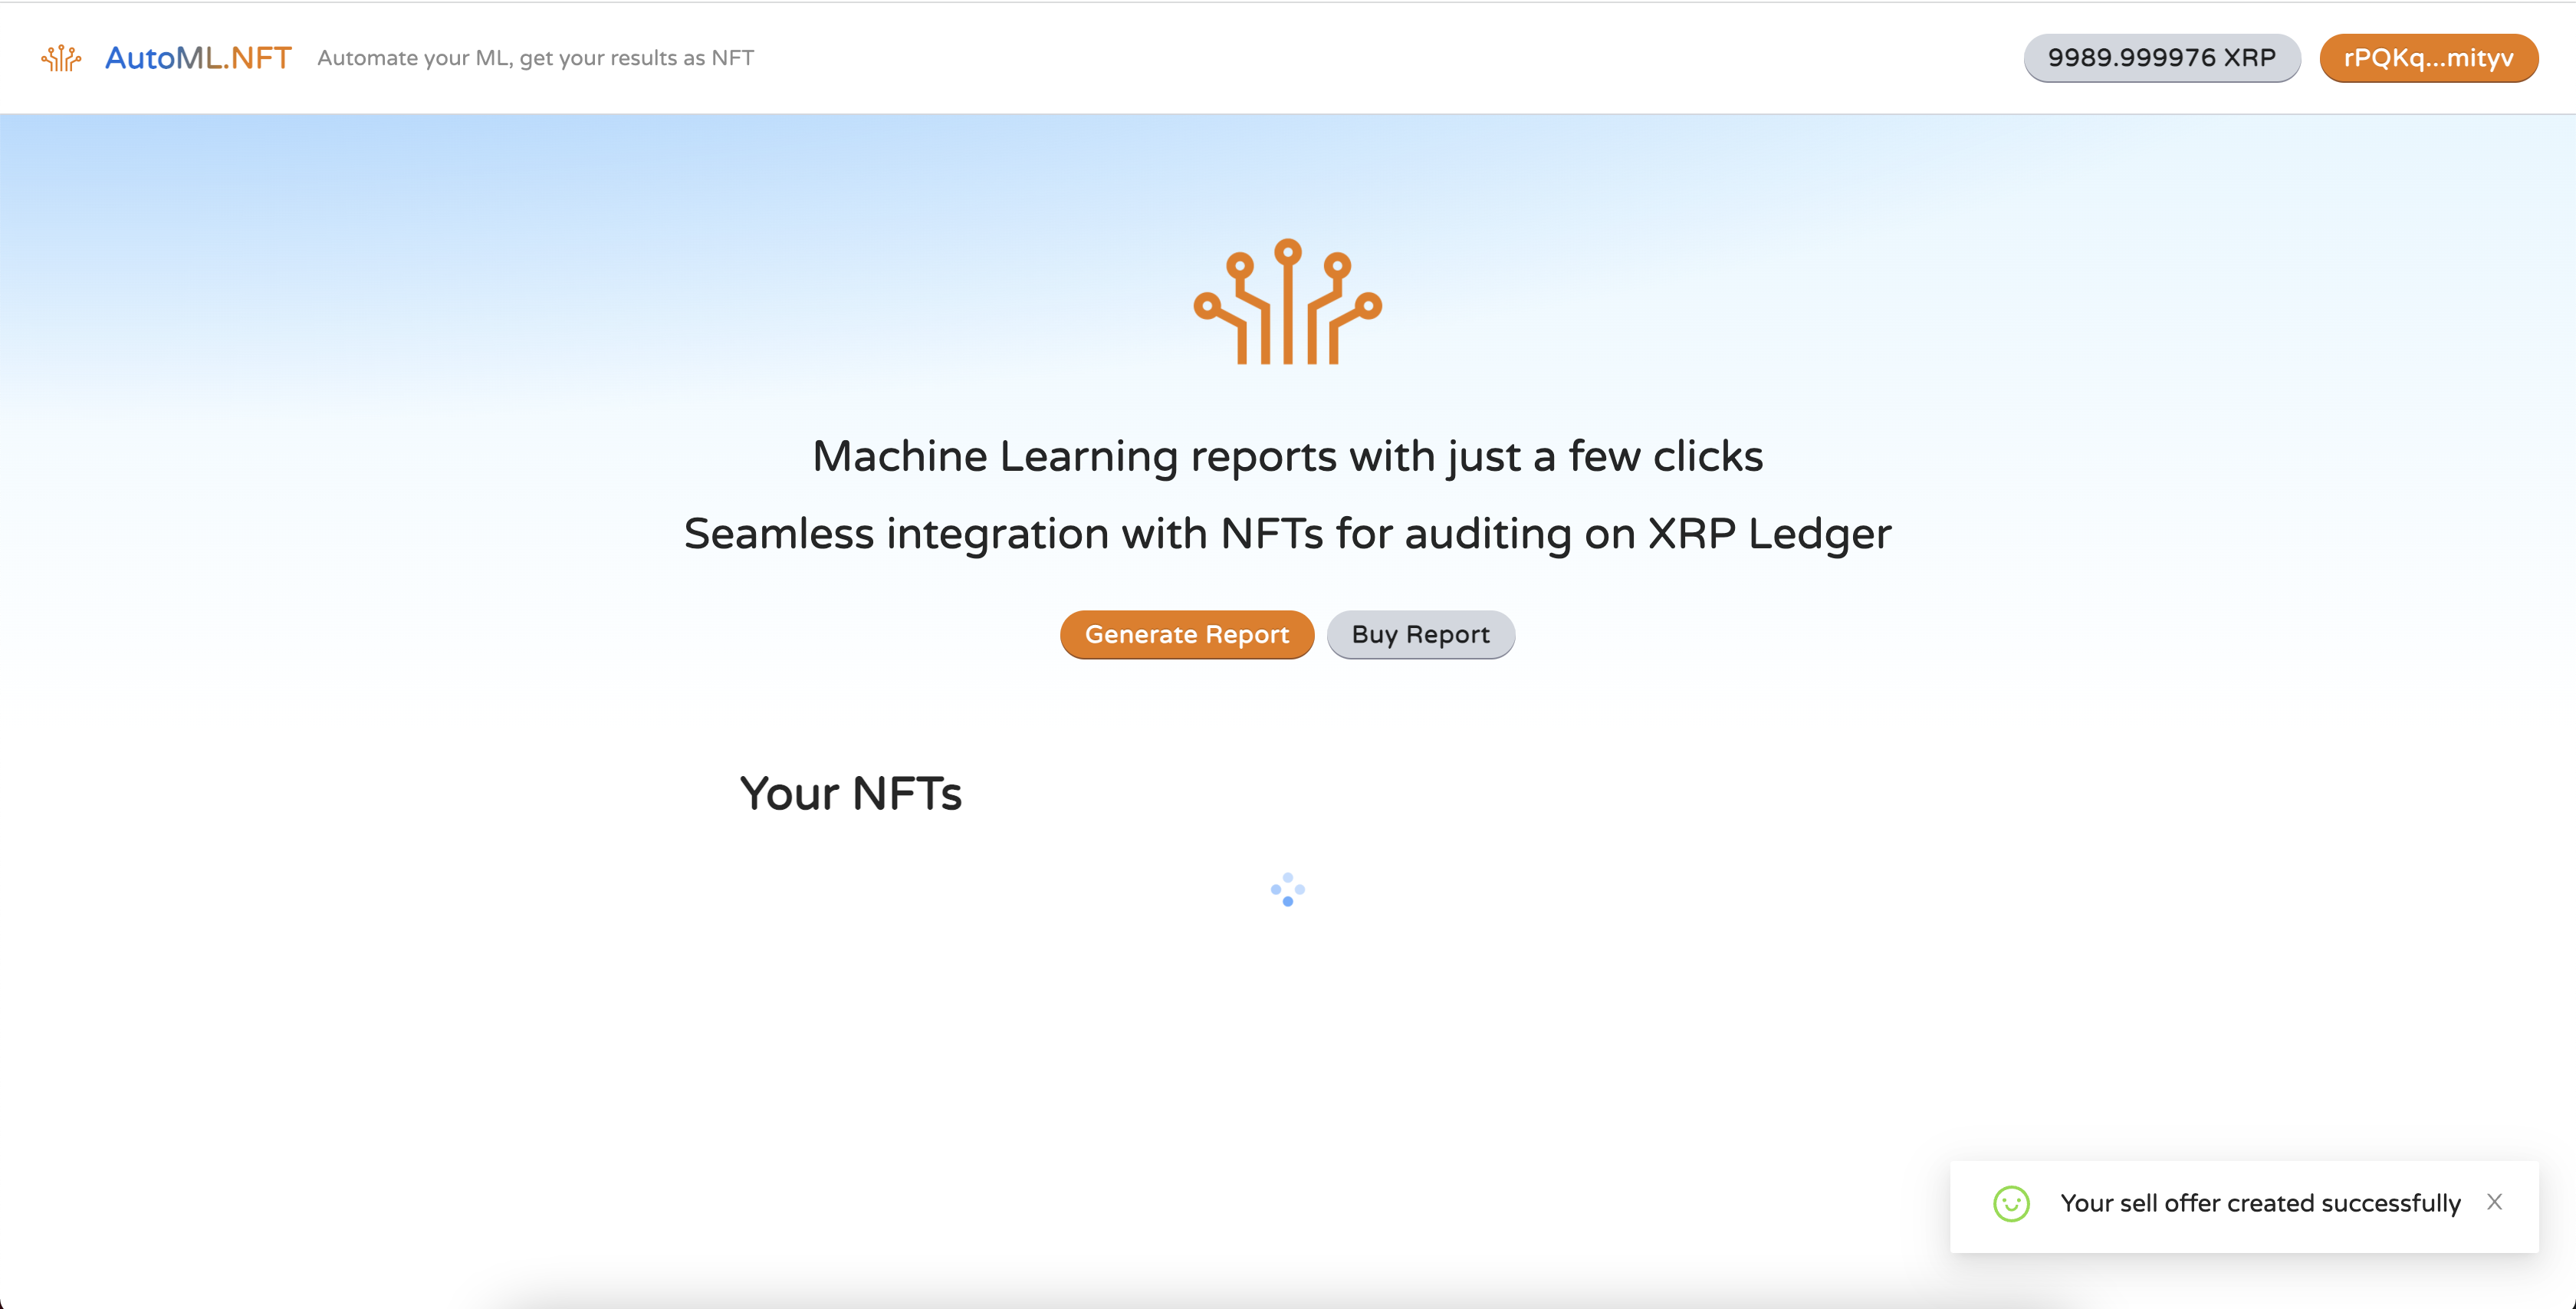 AutoML.NFT Automate your ML, get your results as NFT 9989.999976 XRP rPQKq...mityv
Machine Learning reports with just a few clicks
Seamless integration with NFTs for auditing on XRP Ledger
Generate Report Buy Report
Your NFTs
Your sell offer created successfully